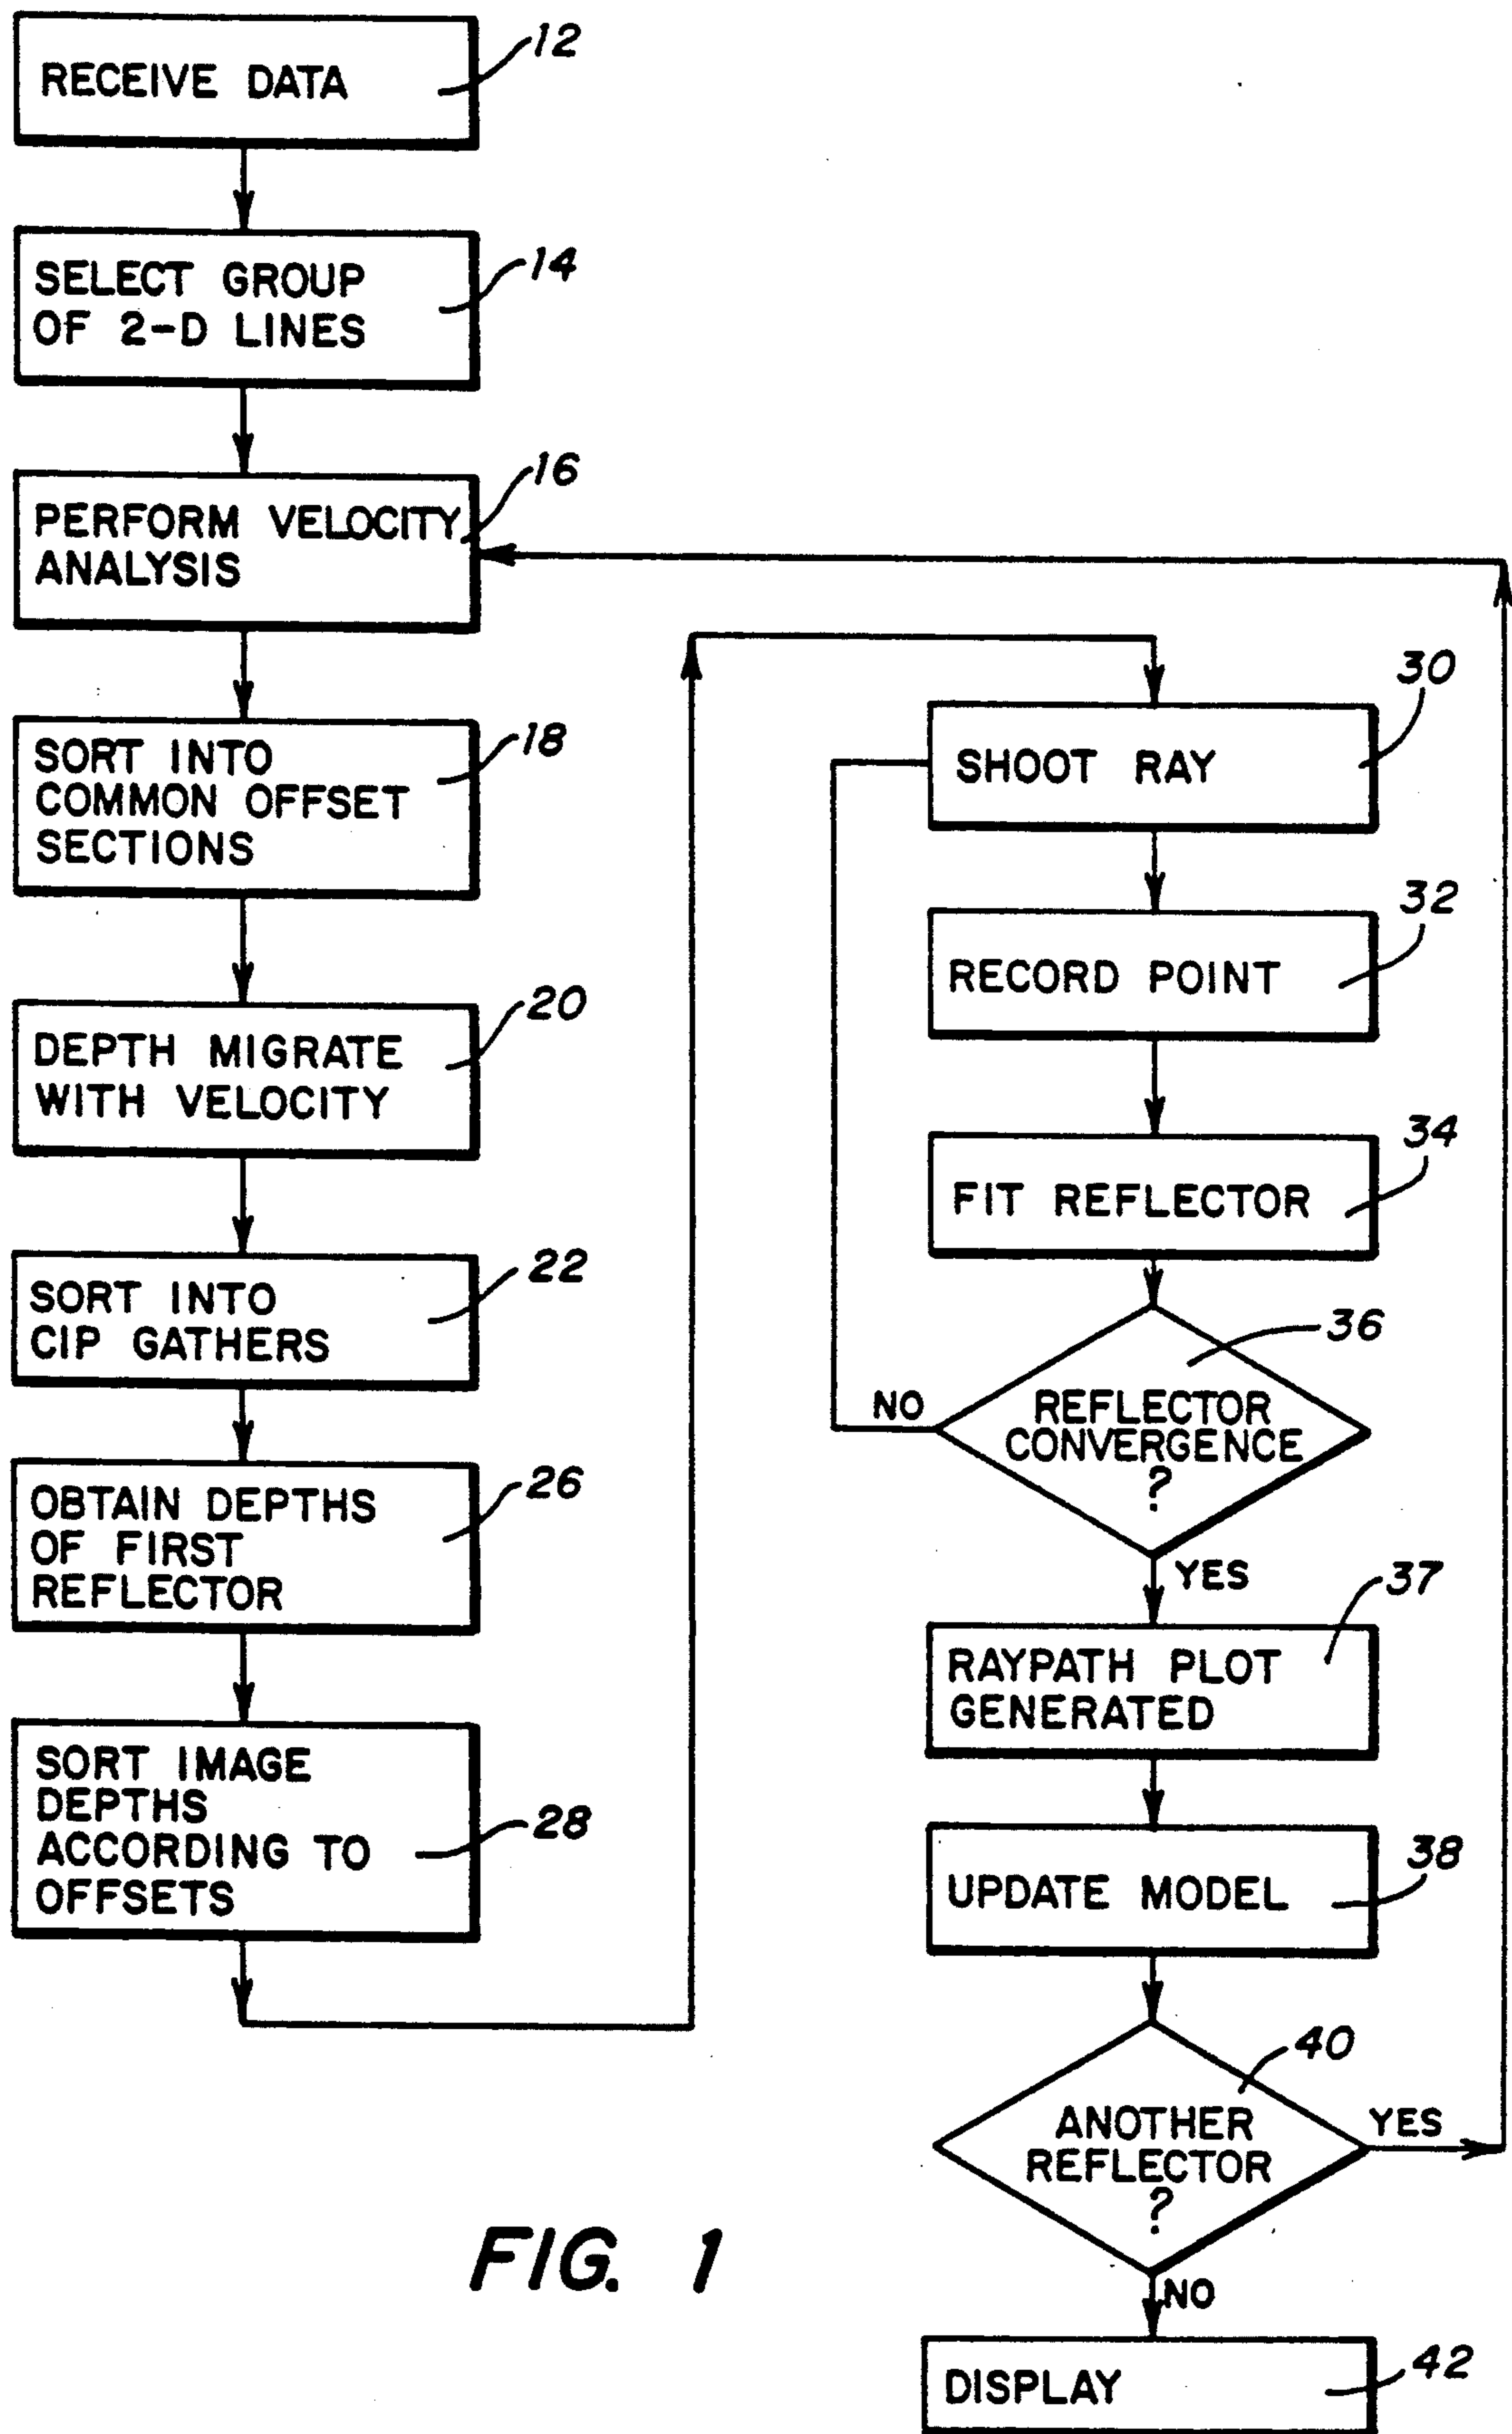 RECEIVE DATA
12
SELECT GROUP
OF 2-D LINES
14
PERFORM VELOCITY
ANALYSIS
16
SORT INTO
COMMON OFFSET
SECTIONS
18
DEPTH MIGRATE
WITH VELOCITY
20
SORT INTO
CIP GATHERS
22
OBTAIN DEPTHS
OF FIRST
REFLECTOR
26
SORT IMAGE
DEPTHS
ACCORDING TO
OFFSETS
28
SHOOT RAY
30
RECORD POINT
32
FIT REFLECTOR
34
REFLECTOR
CONVERGENCE
?
36
NO
YES
RAYPATH PLOT
GENERATED
37
UPDATE MODEL
38
ANOTHER
REFLECTOR
?
40
YES
NO
DISPLAY
42
FIG. 1